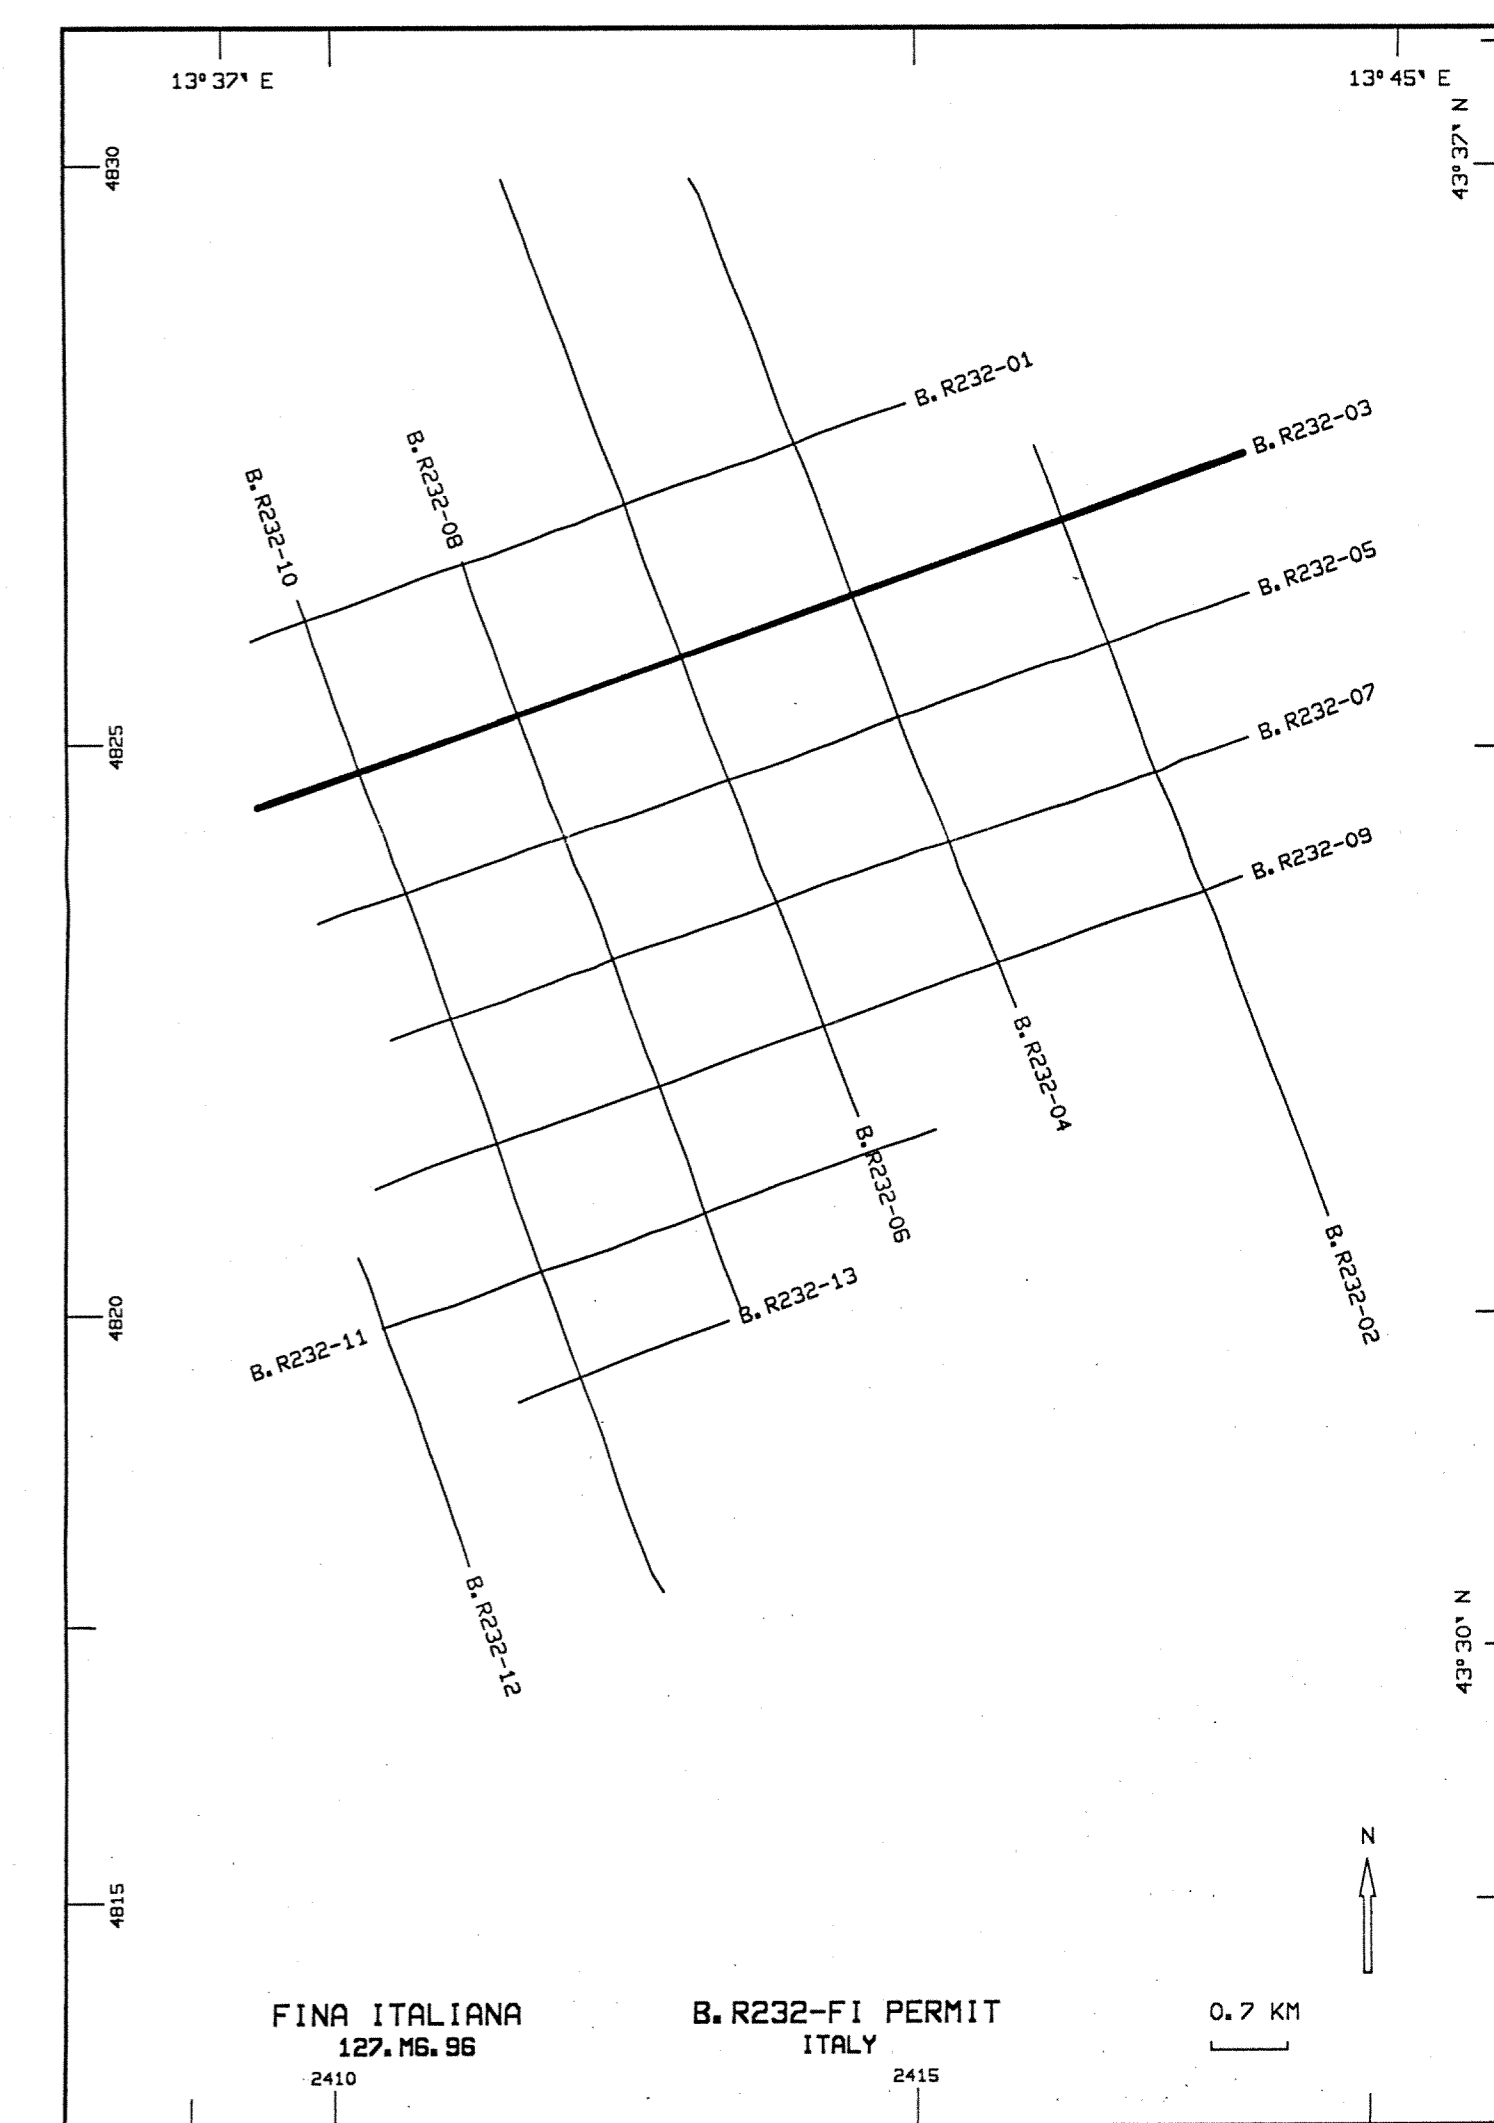 13° 37' E
13° 45' E
43° 37' N
4830
B. R232-01
B. R232-03
B. R232-08
B. R232-10
B. R232-05
B. R232-07
4825
B. R232-09
B. R232-04
B. R232-06
B. R232-02
B. R232-13
4820
B. R232-11
B. R232-12
43° 30' N
N
4815
FINA ITALIANA
127. M6. 96
B. R232-FI PERMIT
ITALY
0.7 KM
2410
2415